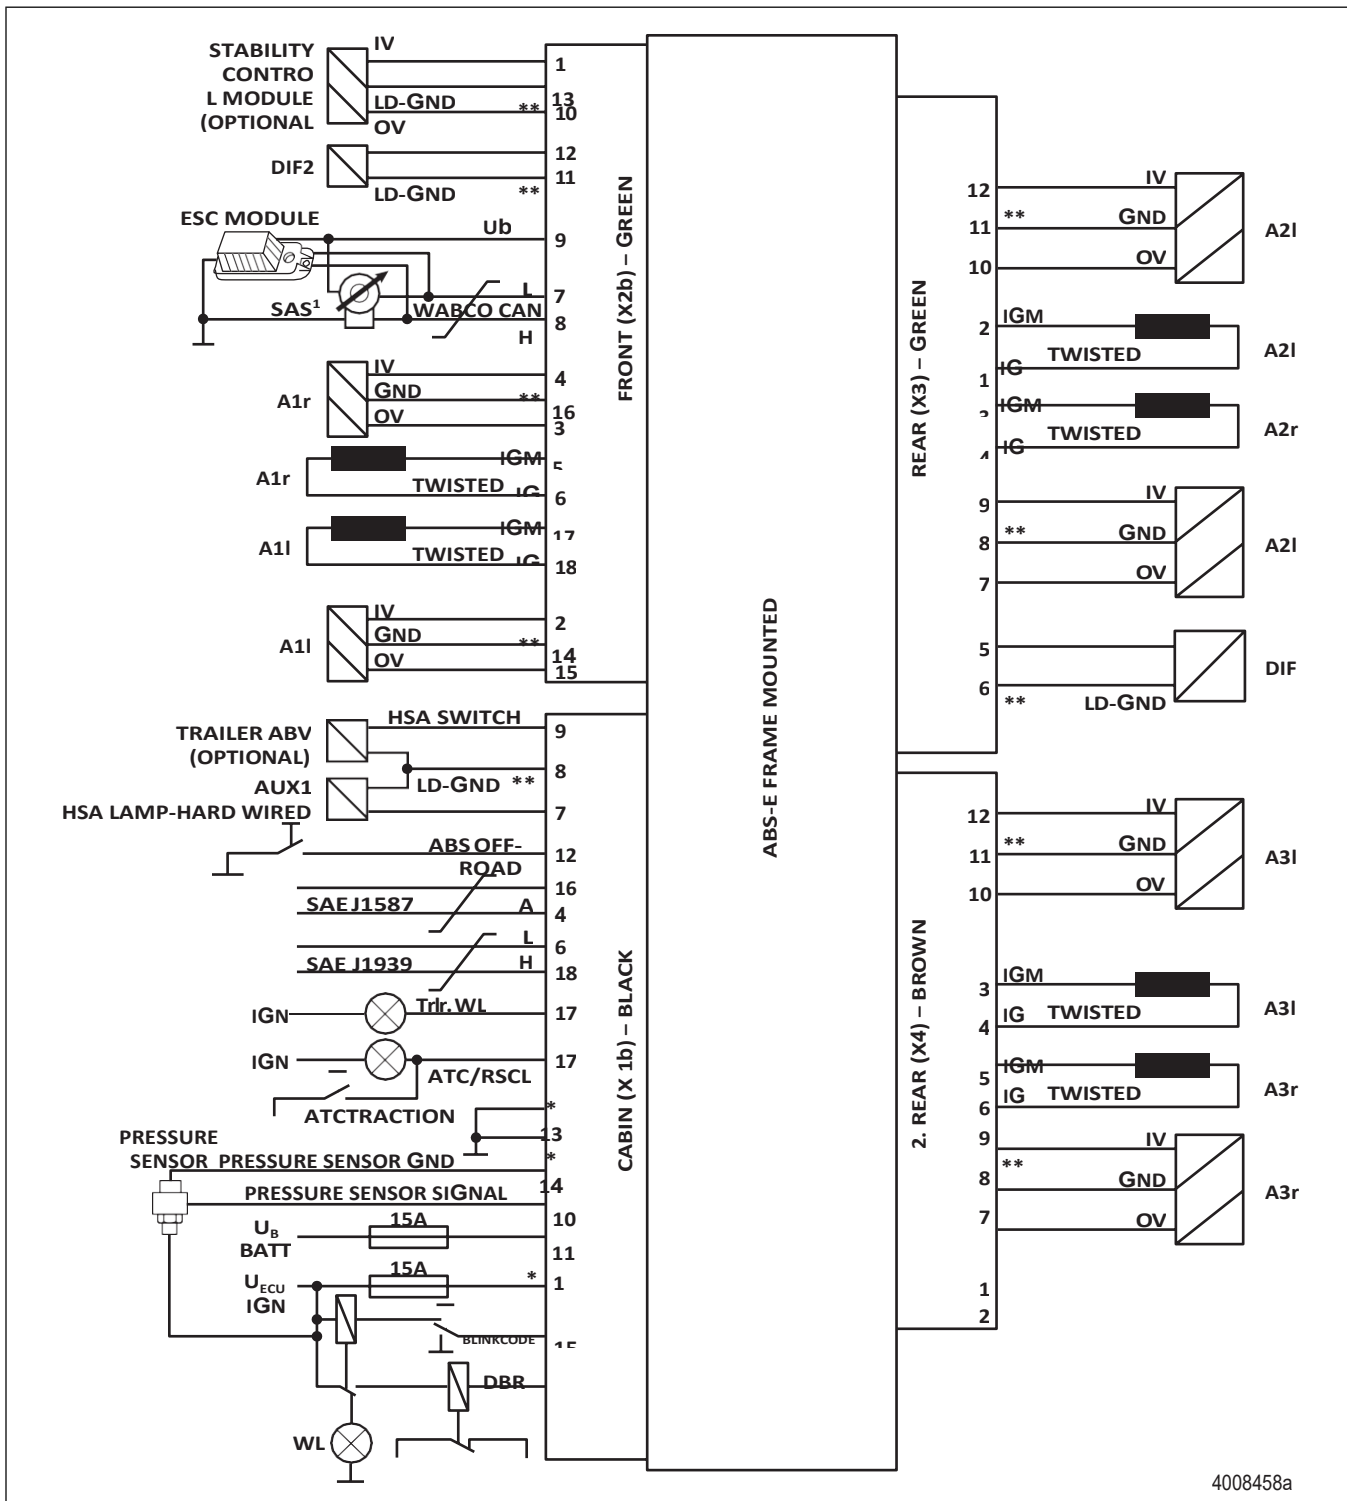 STABILITY
CONTRO
L MODULE
(OPTIONAL
IV
LD-GND
**
OV
1
13
10
DIF2
LD-GND
**
12
11
ESC MODULE
Ub
9
SAS¹
L
WABCO CAN
H
7
8
A1r
IV
GND
**
OV
4
16
3
A1r
IGM
TWISTED
IG
5
6
A1l
IGM
TWISTED
IG
17
18
A1l
IV
GND
**
OV
2
14
15
FRONT (X2b) – GREEN
TRAILER ABV
(OPTIONAL)
HSA SWITCH
9
AUX1
LD-GND **
8
HSA LAMP-HARD WIRED
7
ABS OFF-
ROAD
12
16
SAE J1587
A
4
L
6
SAE J1939
H
18
IGN
Trlr. WL
17
IGN
ATC/RSCL
17
ATCTRACTION
*
13
PRESSURE
SENSOR
PRESSURE SENSOR GND
*
14
PRESSURE SENSOR SIGNAL
10
UB
BATT
15A
11
UECU
IGN
15A
*
1
BLINKCODE
15
DBR
WL
CABIN (X 1b) – BLACK
ABS-E FRAME MOUNTED
REAR (X3) – GREEN
12
IV
11
**
GND
10
OV
A2l
2
IGM
TWISTED
1
IG
A2l
3
IGM
TWISTED
4
IG
A2r
9
IV
8
**
GND
7
OV
A2l
5
6
**
LD-GND
DIF
2. REAR (X4) – BROWN
12
IV
11
**
GND
10
OV
A3l
3
IGM
4
IG
TWISTED
A3l
5
IGM
6
IG
TWISTED
A3r
9
IV
8
**
GND
7
OV
A3r
1
2
4008458a